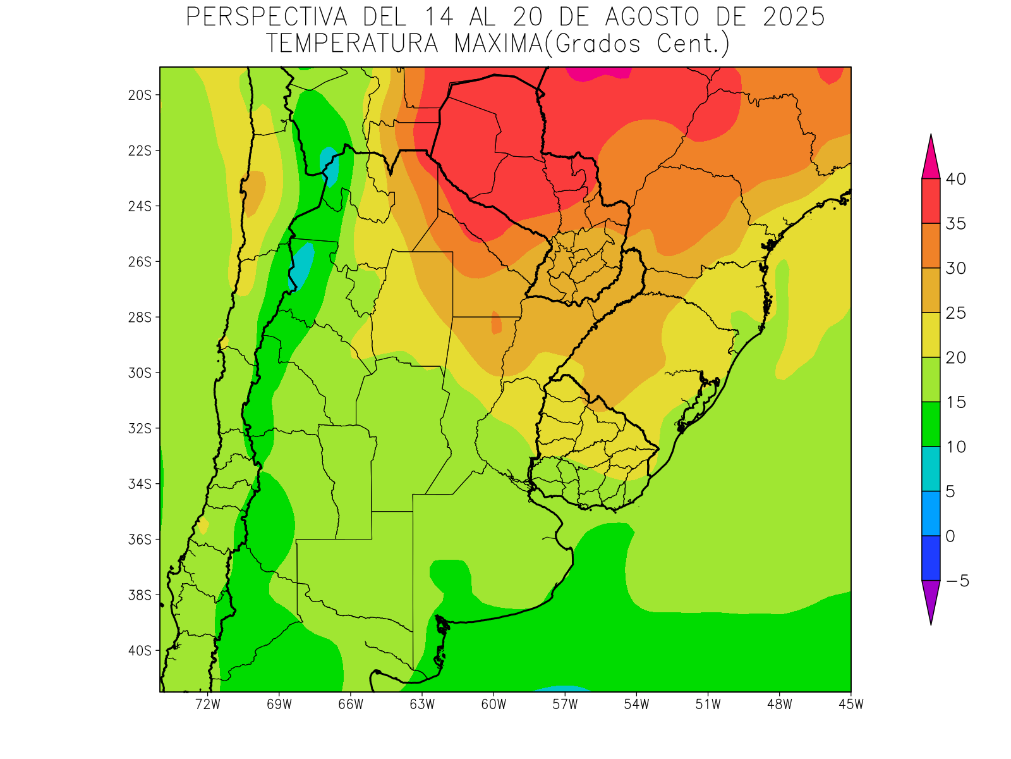 PERSPECTIVA DEL 14 AL 20 DE AGOSTO DE 2025
TEMPERATURA MAXIMA(Grados Cent.)
20S
22S
24S
26S
28S
30S
32S
34S
36S
38S
40S
72W 69W 66W 63W 60W 57W 54W 51W 48W 45W
40
35
30
25
20
15
10
5
0
-5